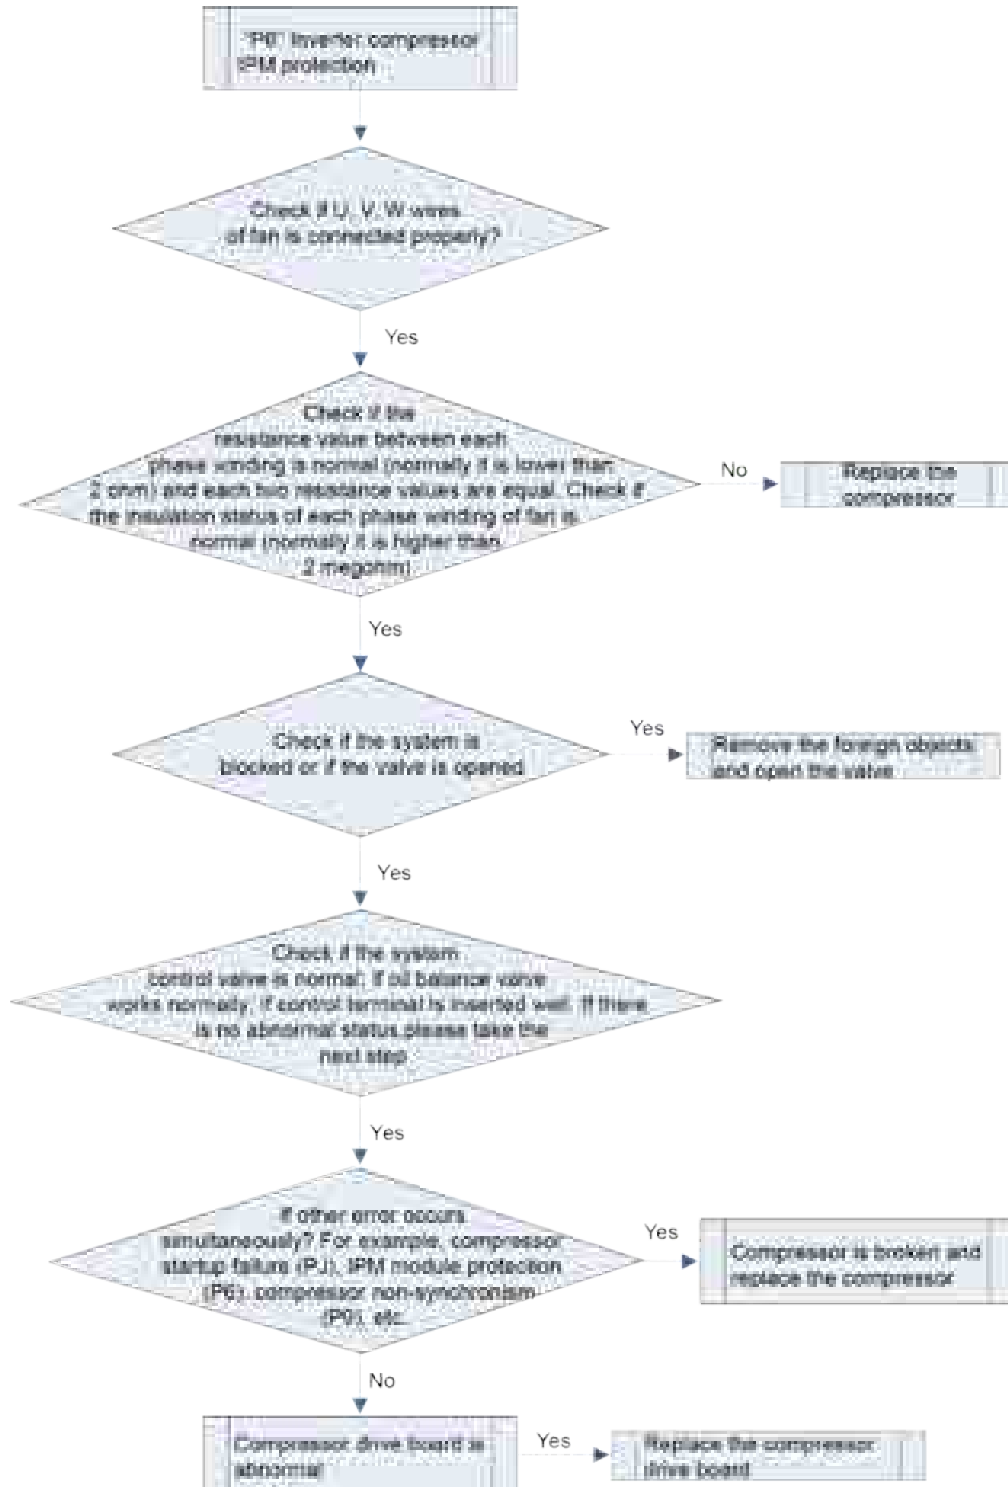 "P6" Inverter compressor
IPM protection
Check if U, V, W wires
of fan is connected properly?
Yes
Check if the
resistance value between each
phase winding is normal (normally it is lower than
2 ohm) and each two resistance values are equal. Check if
the insulation status of each phase winding of fan is
normal (normally it is higher than
2 megohm)
No
Replace the
compressor
Yes
Check if the system is
blocked or if the valve is opened
Yes
Remove the foreign objects
and open the valve
Yes
Check if the system
control valve is normal, if oil balance valve
works normally, if control terminal is inserted well. If there
is no abnormal status,please take the
next step
Yes
If other error occurs
simultaneously? For example, compressor
startup failure (PJ), IPM module protection
(P6), compressor non-synchronism
(P9), etc.
Yes
Compressor is broken and
replace the compressor
No
Compressor drive board is
abnormal
Yes
Replace the compressor
drive board